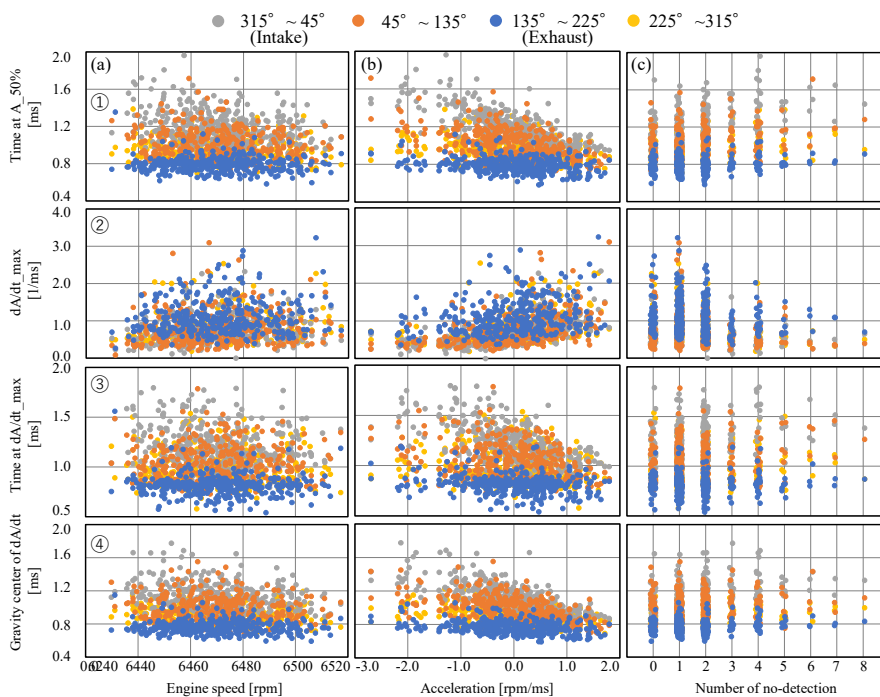 315° ~ 45° 45° ~ 135° 135° ~ 225° 225° ~315°
(Intake) (Exhaust)
(a) (b) (c)
①
Time at A_50%
[ms]
2.0
1.6
1.2
0.8
0.4
②
dA/dt_max
[1/ms]
4.0
3.0
2.0
1.0
0.0
③
Time at dA/dt_max
[ms]
2.0
1.5
1.0
0.5
④
Gravity center of dA/dt
[ms]
2.0
1.6
1.2
0.8
0.4
6440 6460 6480 6500 6520
Engine speed [rpm]
-3.0 -2.0 -1.0 0.0 1.0 2.0
Acceleration [rpm/ms]
0 1 2 3 4 5 6 7 8
Number of no-detection